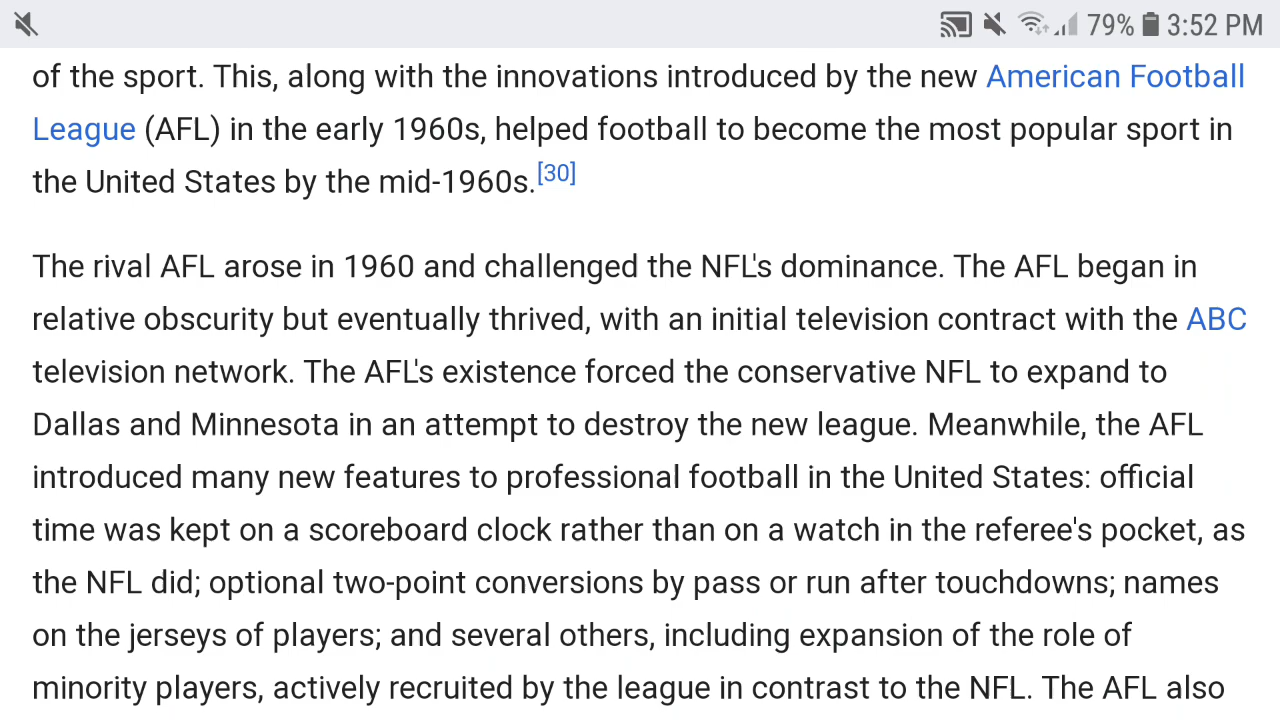 79% 3:52 PM
of the sport. This, along with the innovations introduced by the new American Football
League (AFL) in the early 1960s, helped football to become the most popular sport in
the United States by the mid-1960s.[30]
The rival AFL arose in 1960 and challenged the NFL's dominance. The AFL began in
relative obscurity but eventually thrived, with an initial television contract with the ABC
television network. The AFL's existence forced the conservative NFL to expand to
Dallas and Minnesota in an attempt to destroy the new league. Meanwhile, the AFL
introduced many new features to professional football in the United States: official
time was kept on a scoreboard clock rather than on a watch in the referee's pocket, as
the NFL did; optional two-point conversions by pass or run after touchdowns; names
on the jerseys of players; and several others, including expansion of the role of
minority players, actively recruited by the league in contrast to the NFL. The AFL also